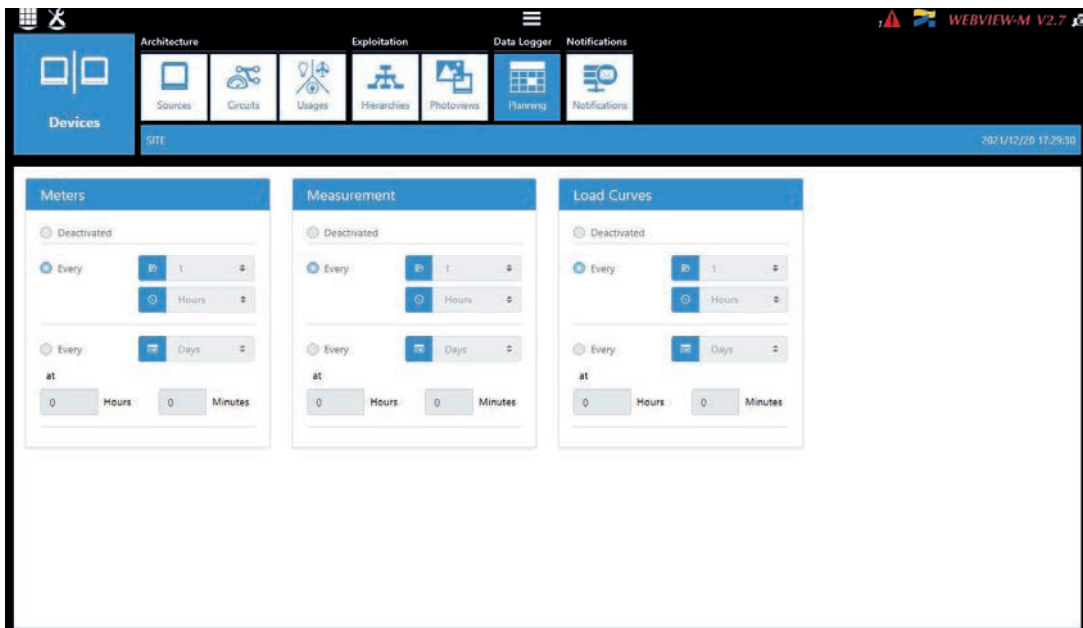 1 WEBVIEW-M V2.7
Architecture Exploitation Data Logger Notifications
Devices Sources Circuits Usages Hierarchies Photoviews Planning Notifications
SITE 2021/12/20 17:29:30
Meters Measurement Load Curves
Deactivated Deactivated Deactivated
Every 1 Every 1 Every 1
Hours Hours Hours
Every Days Every Days Every Days
at at at
0 Hours 0 Minutes 0 Hours 0 Minutes 0 Hours 0 Minutes